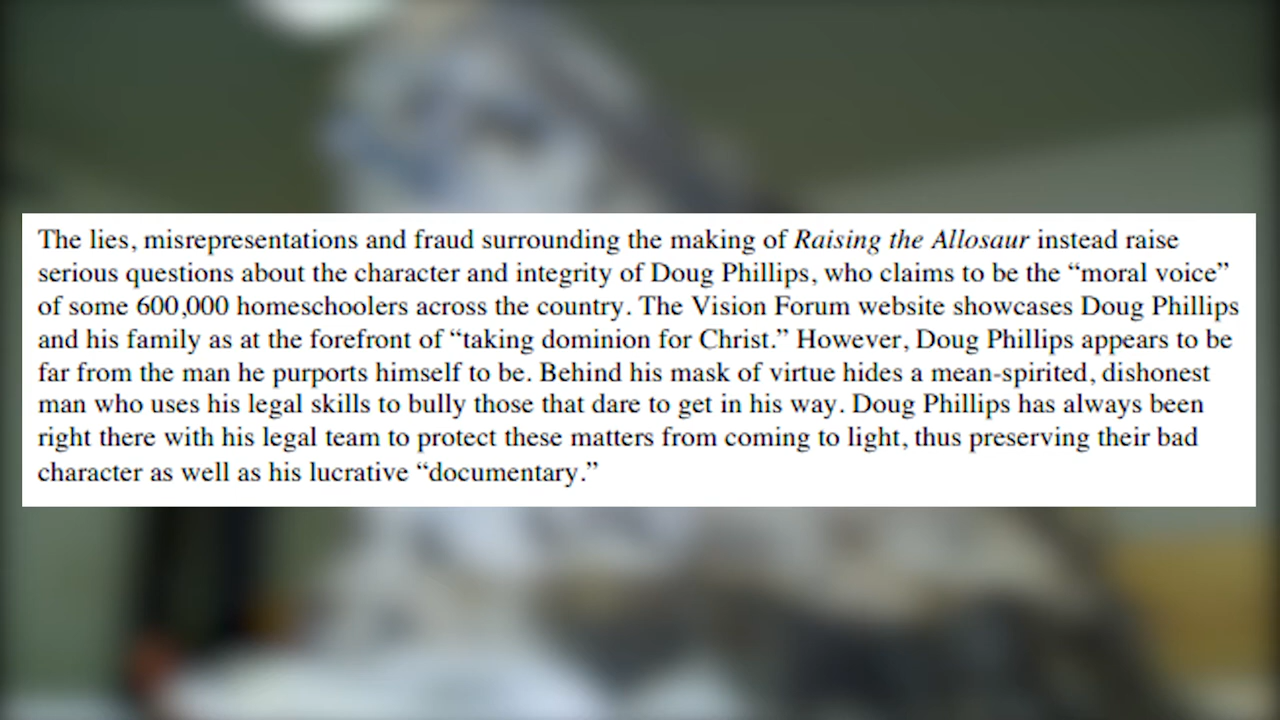 The lies, misrepresentations and fraud surrounding the making of Raising the Allosaur instead raise
serious questions about the character and integrity of Doug Phillips, who claims to be the “moral voice”
of some 600,000 homeschoolers across the country. The Vision Forum website showcases Doug Phillips
and his family as at the forefront of “taking dominion for Christ.” However, Doug Phillips appears to be
far from the man he purports himself to be. Behind his mask of virtue hides a mean-spirited, dishonest
man who uses his legal skills to bully those that dare to get in his way. Doug Phillips has always been
right there with his legal team to protect these matters from coming to light, thus preserving their bad
character as well as his lucrative “documentary.”